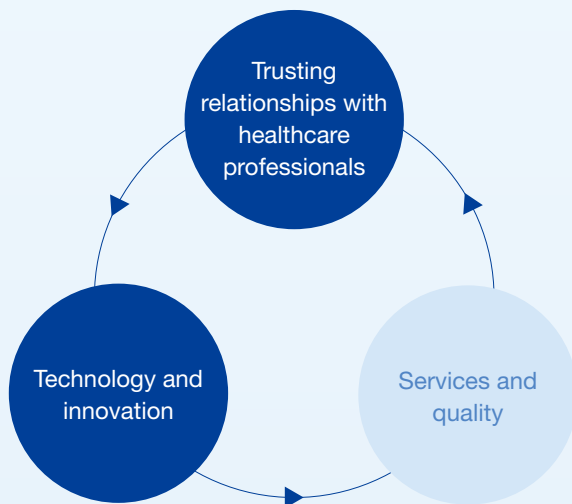 Trusting
relationships with
healthcare
professionals
Technology and
innovation
Services and
quality